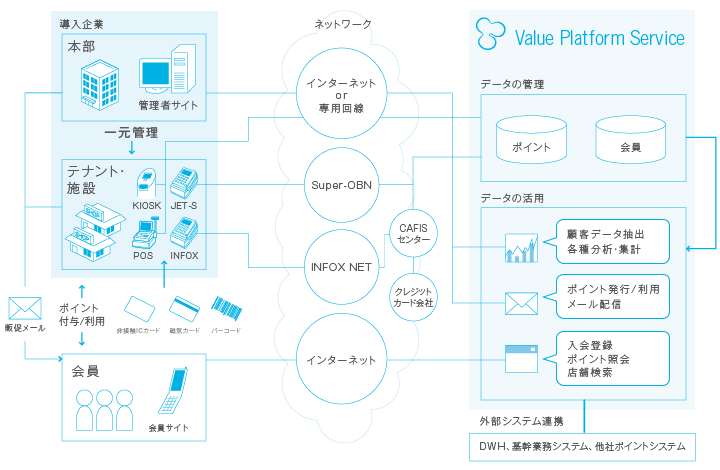 導入企業
本部
管理者サイト
一元管理
テナント・
施設
KIOSK
JET-S
POS
INFOX
販促メール
ポイント
付与/利用
非接触ICカード
磁気カード
バーコード
会員
会員サイト
ネットワーク
インターネット
or
専用回線
Super-OBN
CAFIS
センター
INFOX NET
クレジット
カード会社
インターネット
Value Platform Service
データの管理
ポイント
会員
データの活用
顧客データ抽出
各種分析・集計
ポイント発行/利用
メール配信
入会登録
ポイント照会
店舗検索
外部システム連携
DWH、基幹業務システム、他社ポイントシステム